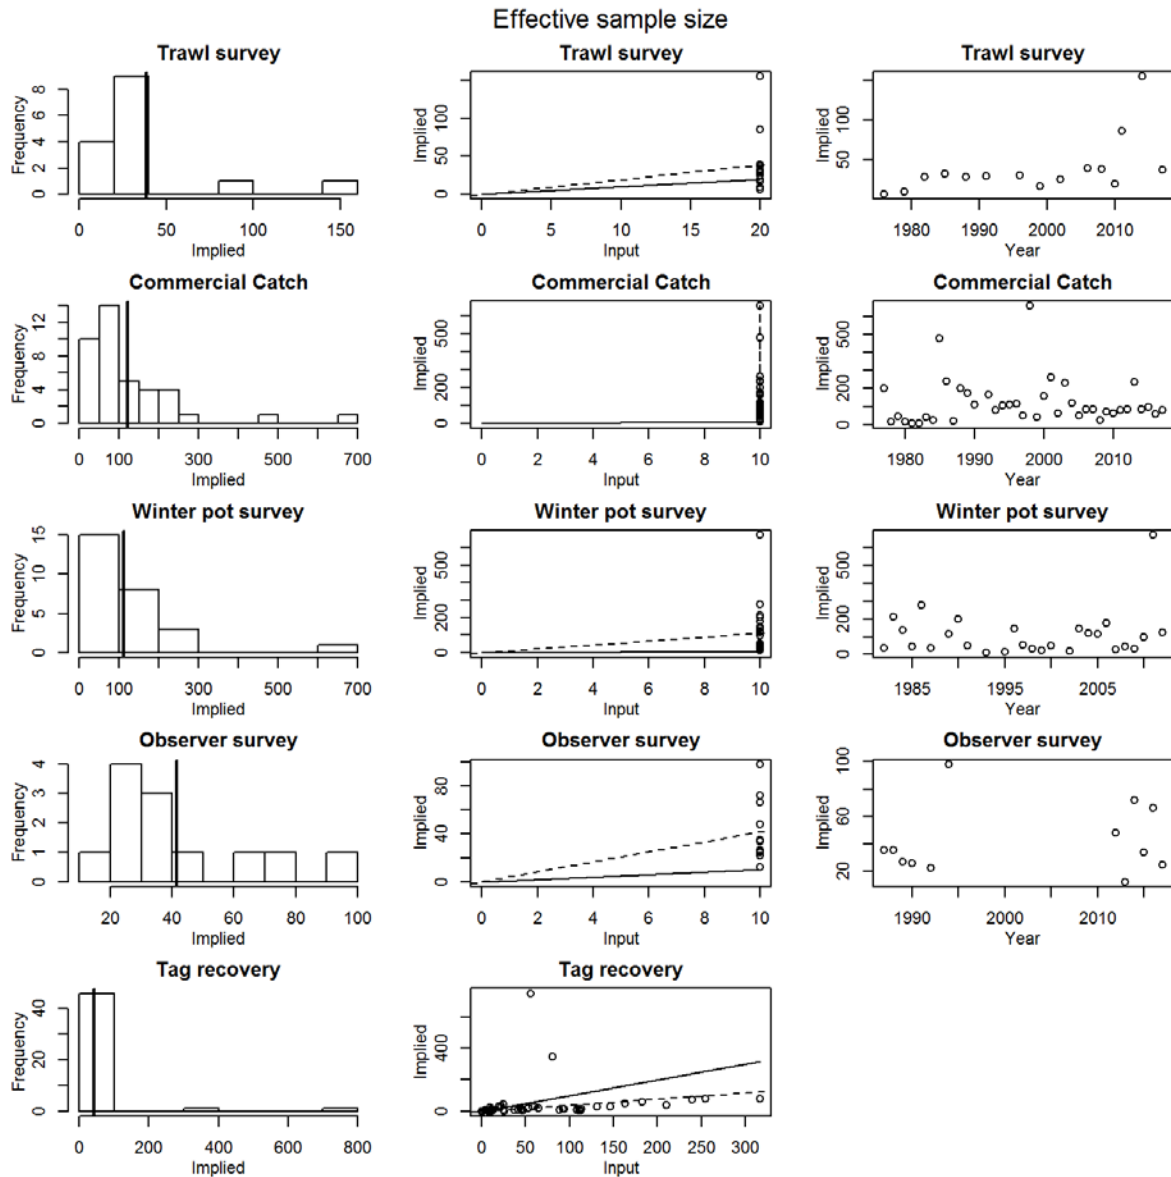 Effective sample size
Trawl survey
Trawl survey
Trawl survey
Frequency
0 2 4 6 8
0 50 100 150
Implied
Implied
0 50 100
0 5 10 15 20
Input
Implied
50 100
1980 1990 2000 2010
Year
Commercial Catch
Commercial Catch
Commercial Catch
Frequency
0 4 8 12
100 300 500 700
Implied
Implied
0 200 500
0 2 4 6 8 10
Input
Implied
0 200 500
1980 1990 2000 2010
Year
Winter pot survey
Winter pot survey
Winter pot survey
Frequency
0 5 10 15
100 300 500 700
Implied
Implied
0 200 500
0 2 4 6 8 10
Input
Implied
0 200 500
1985 1995 2005
Year
Observer survey
Observer survey
Observer survey
Frequency
0 1 2 3 4
20 40 60 80 100
Implied
Implied
0 40 80
0 2 4 6 8 10
Input
Implied
20 60 100
1990 2000 2010
Year
Tag recovery
Tag recovery
Frequency
0 20 40
0 200 400 600 800
Implied
Implied
0 400
0 50 100 150 200 250 300
Input